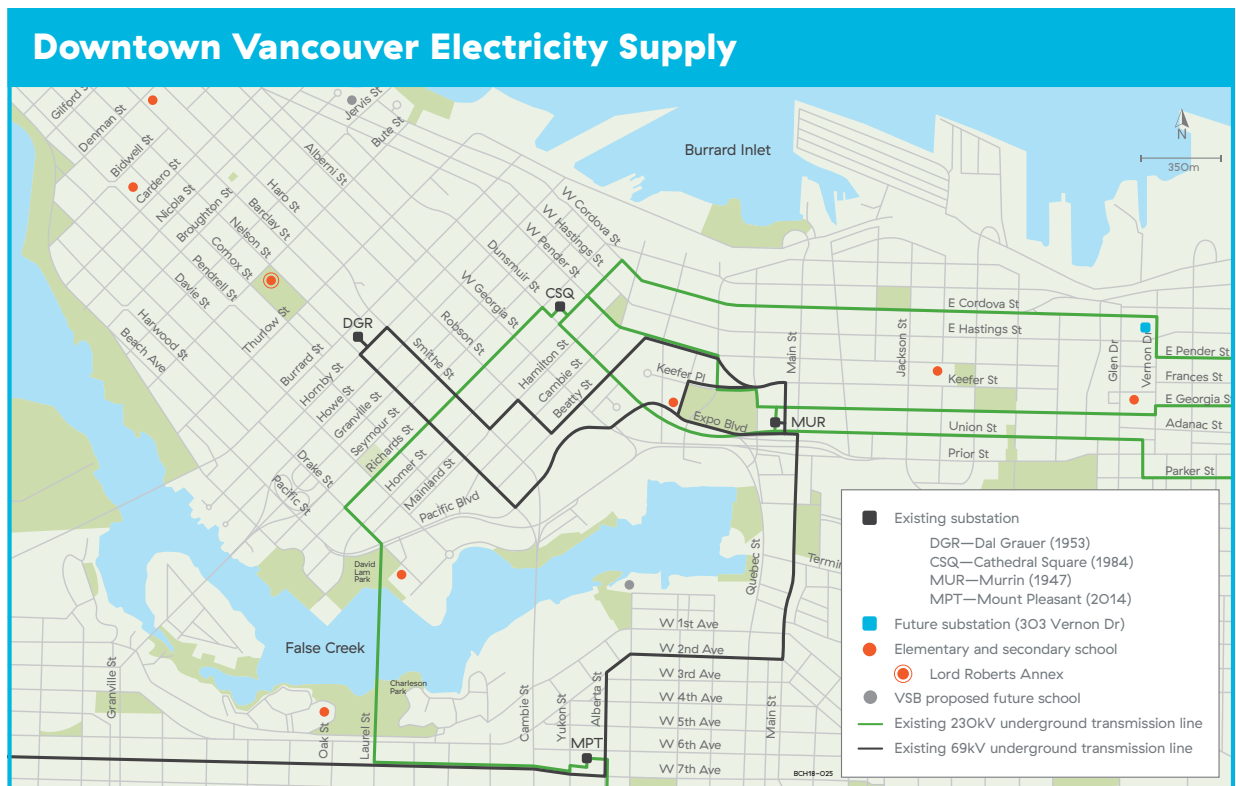 Downtown Vancouver Electricity Supply
Gilford St
Denman St
Bidwell St
Cardero St
Nicola St
Broughton St
Jervis St
Bute St
Alberni St
Haro St
Barclay St
Nelson St
Comox St
Pendrell St
Davie St
Harwood St
Beach Ave
Thurlow St
Burrard St
Hornby St
Howe St
Granville St
Seymour St
Richards St
Homer St
Mainland St
Pacific Blvd
Drake St
Pacific St
Smithe St
Robson St
W Georgia St
Dunsmuir St
W Pender St
W Hastings St
W Cordova St
Hamilton St
Cambie St
Beatty St
DGR
CSQ
MUR
MPT
Burrard Inlet
N
350m
Keefer Pl
Expo Blvd
Main St
Jackson St
Glen Dr
Vernon Dr
E Cordova St
E Hastings St
Keefer St
Union St
Prior St
E Pender St
Frances St
E Georgia S
Adanac St
Parker St
Quebec St
Termin
David
Lam
Park
False Creek
Charleson
Park
Granville St
Oak St
Laurel St
Cambie St
Yukon St
Alberta St
Main St
W 1st Ave
W 2nd Ave
W 3rd Ave
W 4th Ave
W 5th Ave
W 6th Ave
W 7th Ave
BCH18-025
Existing substation
DGR—Dal Grauer (1953)
CSQ—Cathedral Square (1984)
MUR—Murrin (1947)
MPT—Mount Pleasant (2014)
Future substation (303 Vernon Dr)
Elementary and secondary school
Lord Roberts Annex
VSB proposed future school
Existing 230kV underground transmission line
Existing 69kV underground transmission line